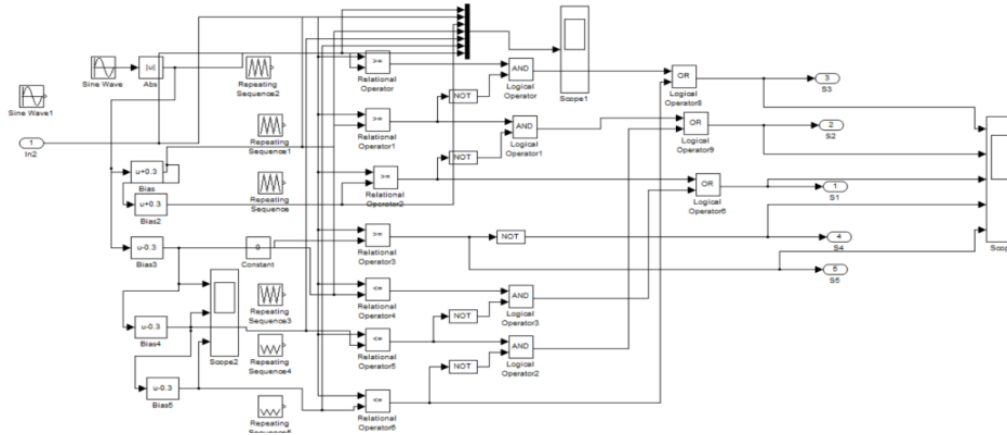 Sine Wave
|u|
Abs
Repeating
Sequence2
Sine Wave1
1
In2
Repeating
Sequence1
u+0.3
Bias
u+0.3
Bias2
Repeating
Sequence
u-0.3
Bias3
0
Constant
Repeating
Sequence3
u-0.3
Bias4
Scope2
Repeating
Sequence4
u-0.3
Bias5
Repeating
>=
Relational
Operator
>=
Relational
Operator1
>=
Relational
Operator2
>=
Relational
Operator3
<=
Relational
Operator4
<=
Relational
Operator5
<=
Relational
Operator6
NOT
AND
Logical
Operator
NOT
AND
Logical
Operator1
NOT
NOT
AND
Logical
Operator3
NOT
AND
Logical
Operator2
Scope1
OR
Logical
Operator8
OR
Logical
Operator9
OR
Logical
3
S3
2
S2
1
S1
4
S4
5
S5